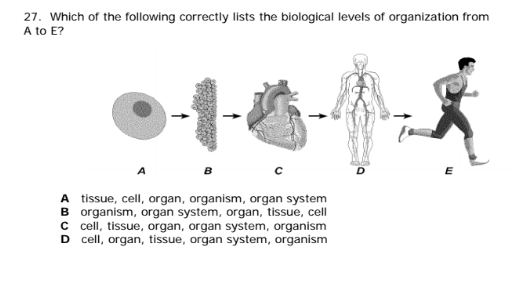 27. Which of the following correctly lists the biological levels of organization from
A to E?
A B C D E
A tissue, cell, organ, organism, organ system
B organism, organ system, organ, tissue, cell
C cell, tissue, organ, organ system, organism
D cell, organ, tissue, organ system, organism